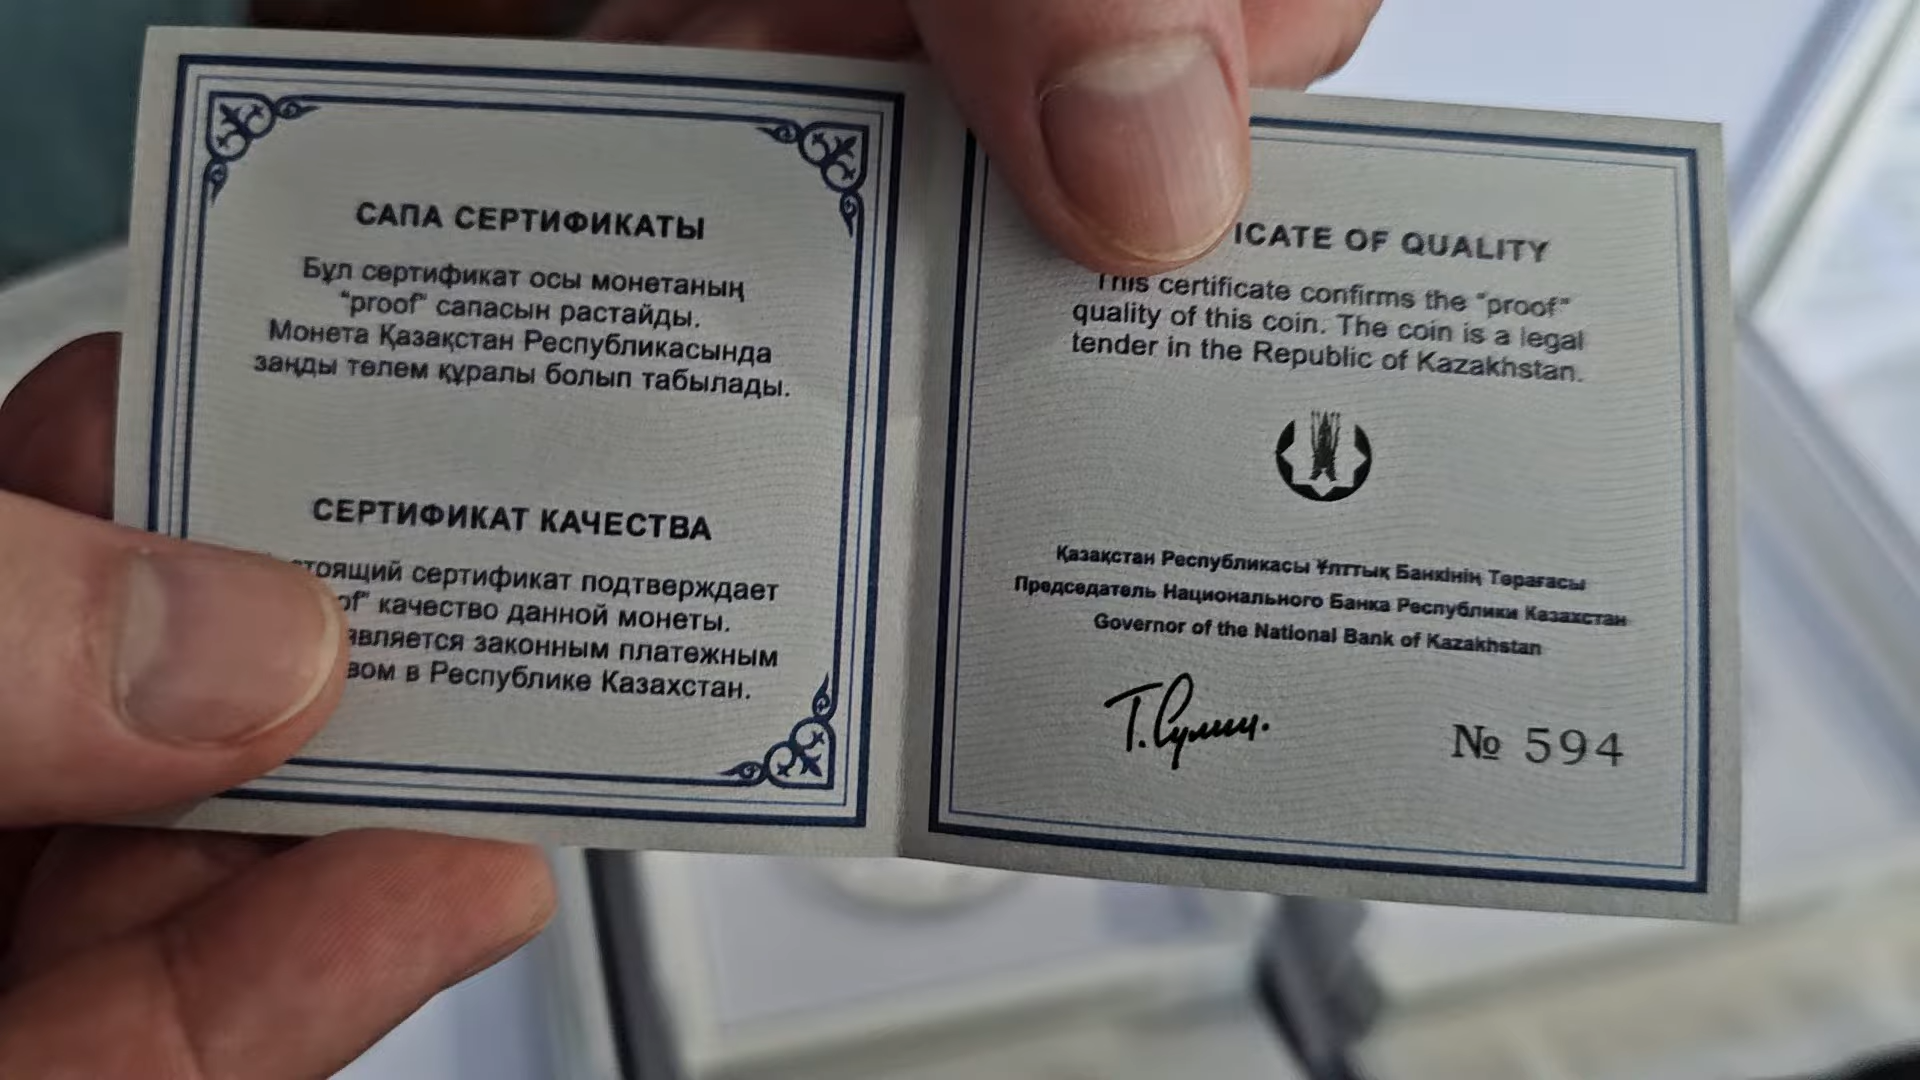 САПА СЕРТИФИКАТЫ
Бұл сертификат осы монетаның
"proof" сапасын растайды.
Монета Қазақстан Республикасында
заңды төлем құралы болып табылады.
СЕРТИФИКАТ КАЧЕСТВА
сертификат подтверждает
качество данной монеты.
является законным платежным
в Республике Казахстан.
OF QUALITY
This certificate confirms the "proof"
quality of this coin. The coin is a legal
tender in the Republic of Kazakhstan.
Қазақстан Республикасы Ұлттық Банкінің Төрағасы
Председатель Национального Банка Республики Казахстан
Governor of the National Bank of Kazakhstan
№ 594